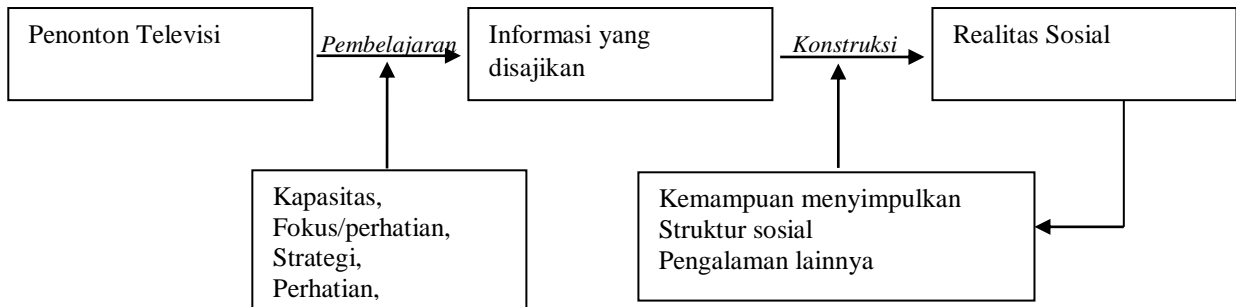 Penonton Televisi
Pembelajaran
Informasi yang
disajikan
Konstruksi
Realitas Sosial
Kapasitas,
Fokus/perhatian,
Strategi,
Perhatian,
Kemampuan menyimpulkan
Struktur sosial
Pengalaman lainnya